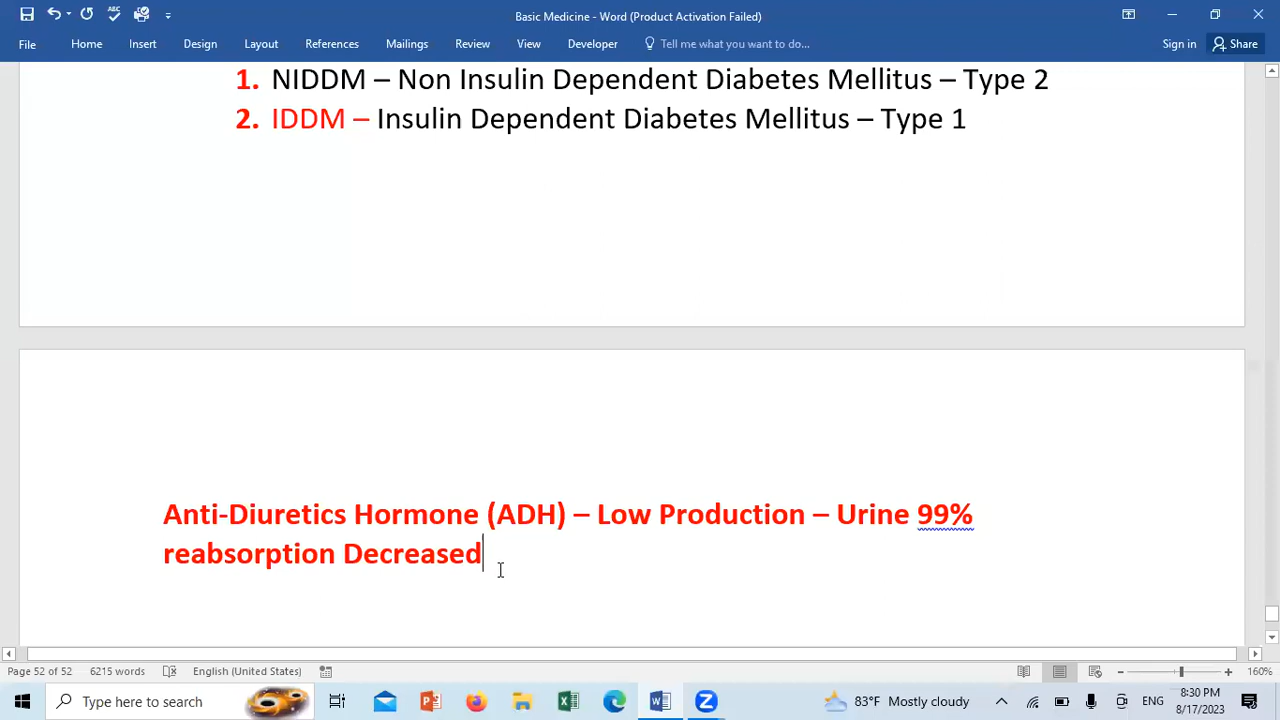 Basic Medicine - Word (Product Activation Failed)
File Home Insert Design Layout References Mailings Review View Developer Tell me what you want to do... Sign in Share
1. NIDDM – Non Insulin Dependent Diabetes Mellitus – Type 2
2. IDDM – Insulin Dependent Diabetes Mellitus – Type 1
Anti-Diuretics Hormone (ADH) – Low Production – Urine 99%
reabsorption Decreased
Page 52 of 52 6215 words English (United States) 160%
Type here to search 83°F Mostly cloudy ENG 8:30 PM
8/17/2023